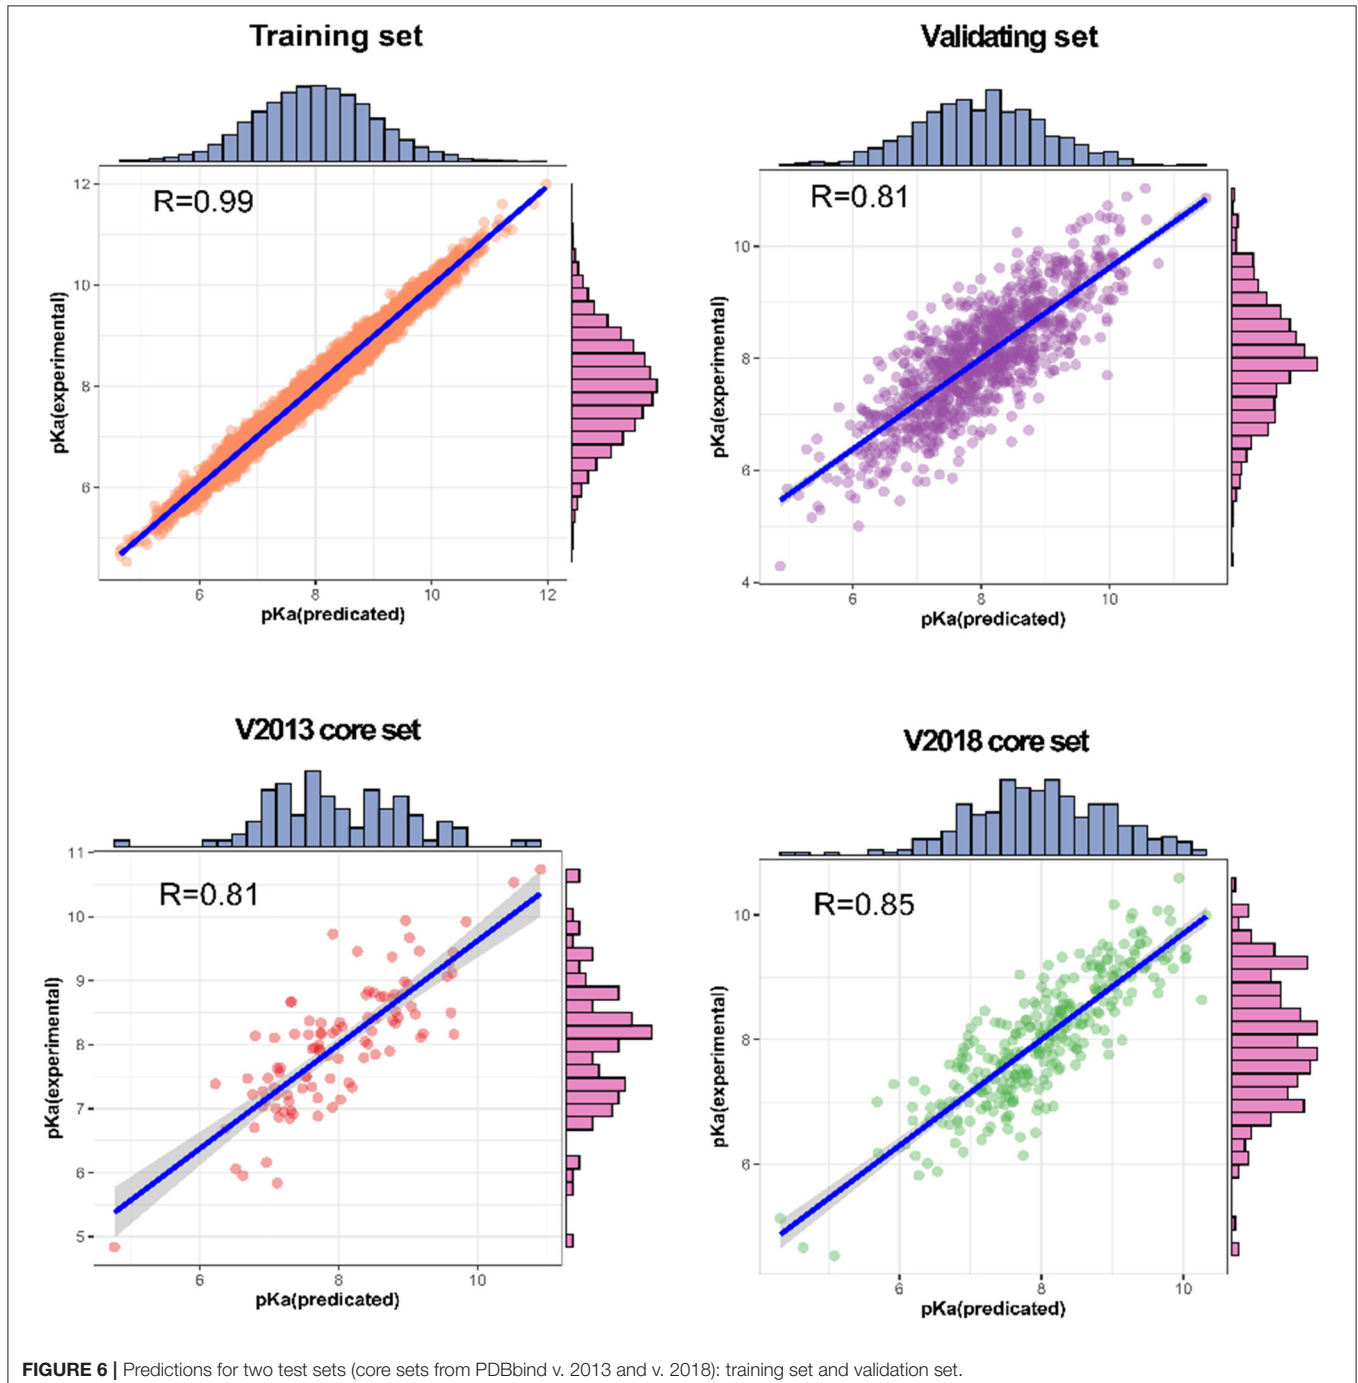 Training set
R=0.99
12
10
8
6
pKa(experimental)
6 8 10 12
pKa(predicated)
Validating set
R=0.81
10
8
6
4
pKa(experimental)
6 8 10
pKa(predicated)
V2013 core set
R=0.81
11
10
9
8
7
6
5
pKa(experimental)
6 8 10
pKa(predicated)
V2018 core set
R=0.85
10
8
6
pKa(experimental)
6 8 10
pKa(predicated)
FIGURE 6 | Predictions for two test sets (core sets from PDBbind v. 2013 and v. 2018): training set and validation set.